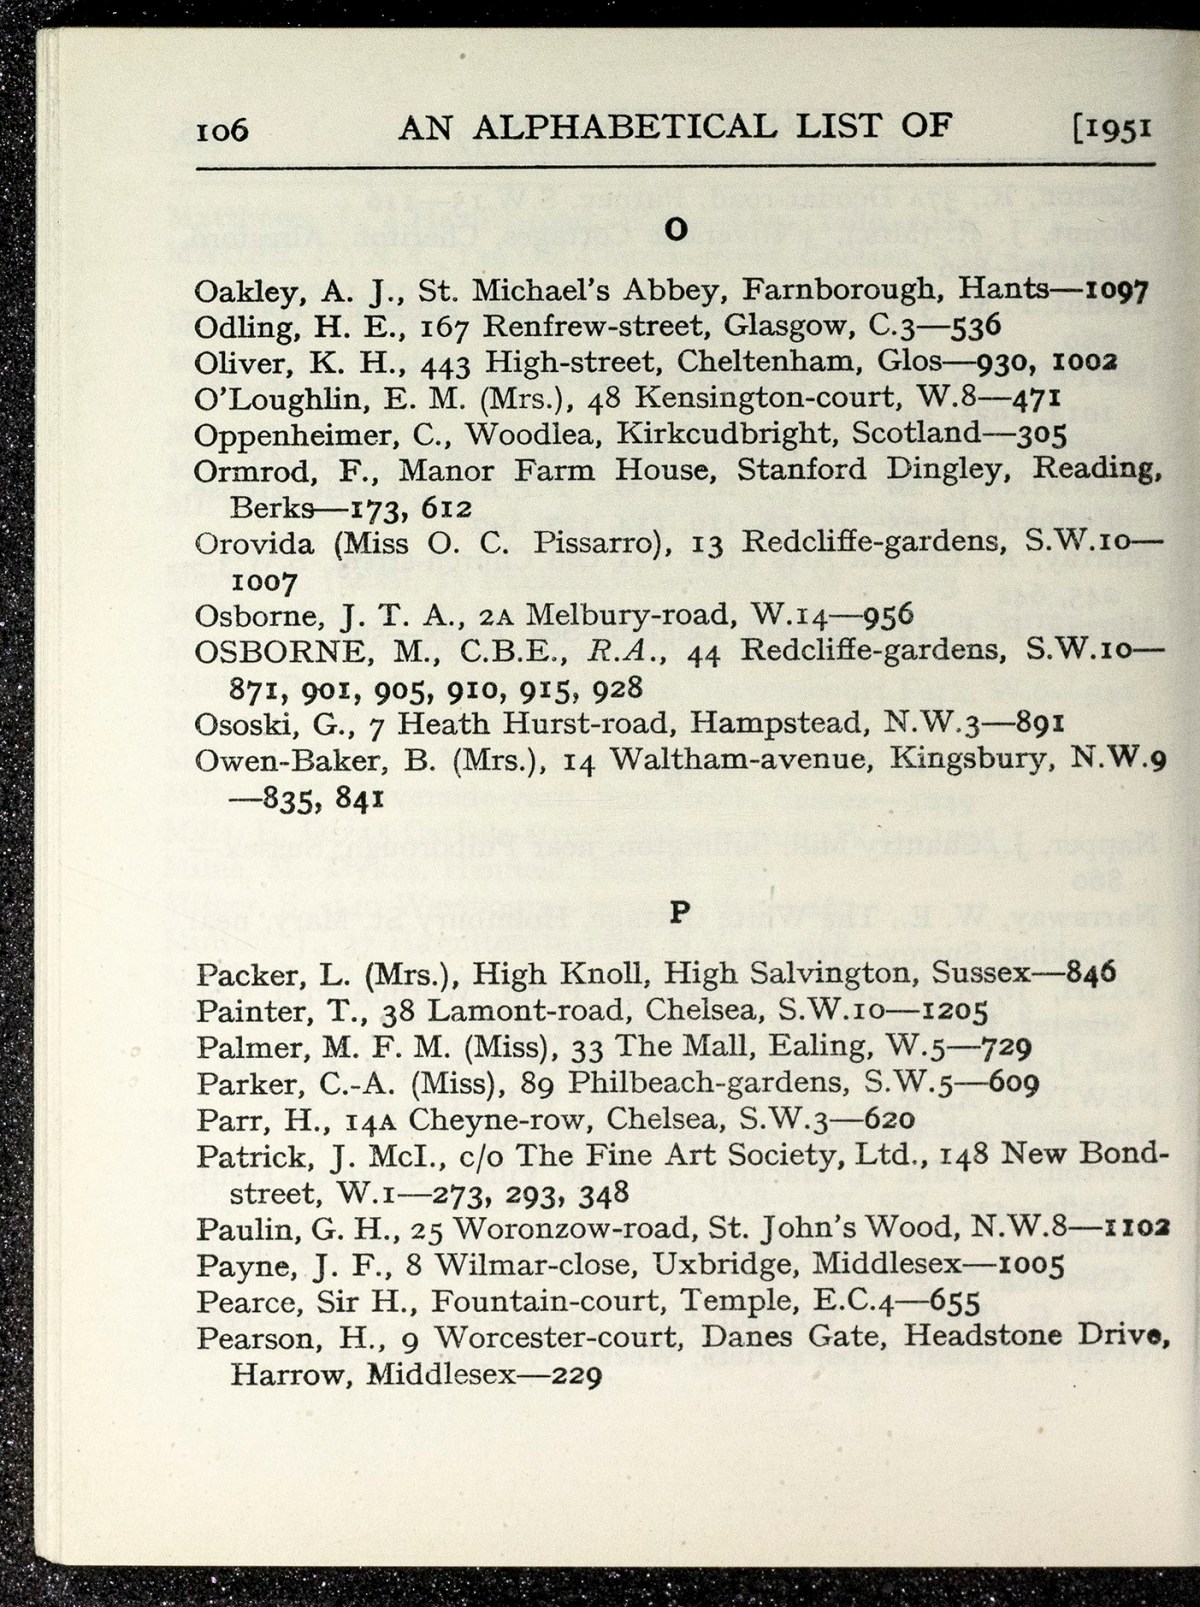 106 AN ALPHABETICAL LIST OF [1951
O
Oakley, A. J., St. Michael's Abbey, Farnborough, Hants—1097
Odling, H. E., 167 Renfrew-street, Glasgow, C.3—536
Oliver, K. H., 443 High-street, Cheltenham, Glos—930, 1002
O'Loughlin, E. M. (Mrs.), 48 Kensington-court, W.8—471
Oppenheimer, C., Woodlea, Kirkcudbright, Scotland—305
Ormrod, F., Manor Farm House, Stanford Dingley, Reading,
Berks—173, 612
Orovida (Miss O. C. Pissarro), 13 Redcliffe-gardens, S.W.10—
1007
Osborne, J. T. A., 2A Melbury-road, W.14—956
OSBORNE, M., C.B.E., R.A., 44 Redcliffe-gardens, S.W.10—
871, 901, 905, 910, 915, 928
Ososki, G., 7 Heath Hurst-road, Hampstead, N.W.3—891
Owen-Baker, B. (Mrs.), 14 Waltham-avenue, Kingsbury, N.W.9
—835, 841
P
Packer, L. (Mrs.), High Knoll, High Salvington, Sussex—846
Painter, T., 38 Lamont-road, Chelsea, S.W.10—1205
Palmer, M. F. M. (Miss), 33 The Mall, Ealing, W.5—729
Parker, C.-A. (Miss), 89 Philbeach-gardens, S.W.5—609
Parr, H., 14A Cheyne-row, Chelsea, S.W.3—620
Patrick, J. McI., c/o The Fine Art Society, Ltd., 148 New Bond-
street, W.1—273, 293, 348
Paulin, G. H., 25 Woronzow-road, St. John's Wood, N.W.8—1102
Payne, J. F., 8 Wilmar-close, Uxbridge, Middlesex—1005
Pearce, Sir H., Fountain-court, Temple, E.C.4—655
Pearson, H., 9 Worcester-court, Danes Gate, Headstone Drive,
Harrow, Middlesex—229